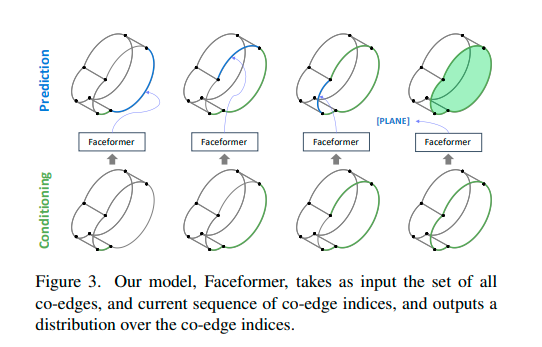 Prediction
[PLANE]
Faceformer
Faceformer
Faceformer
Faceformer
Conditioning
Figure 3. Our model, Faceformer, takes as input the set of all
co-edges, and current sequence of co-edge indices, and outputs a
distribution over the co-edge indices.